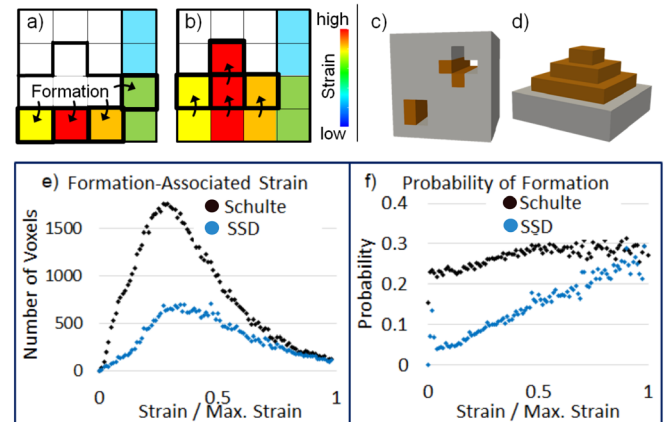 a)
b)
high
Strain
low
Formation
c)
d)
e) Formation-Associated Strain
Schulte
SSD
Number of Voxels
1500
1000
500
0
0
0.5
1
Strain / Max. Strain
f) Probability of Formation
Schulte
SSD
Probability
0.4
0.3
0.2
0.1
0
0
0.5
1
Strain / Max. Strain